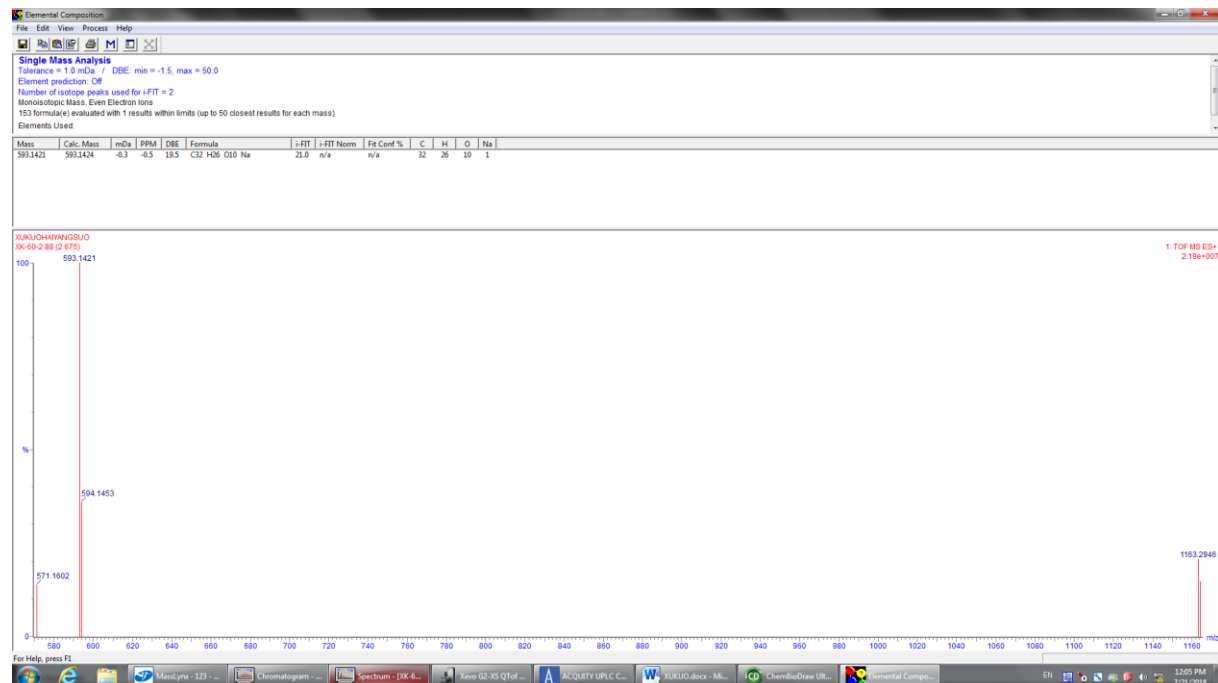 Elemental Composition
File Edit View Process Help
Single Mass Analysis
Tolerance = 1.0 mDa / DBE: min = -1.5, max = 50.0
Element prediction: Off
Number of isotope peaks used for i-FIT = 2
Monoisotopic Mass, Even Electron Ions
153 formula(e) evaluated with 1 results within limits (up to 50 closest results for each mass)
Elements Used:
Mass Calc. Mass mDa PPM DBE Formula i-FIT i-FIT Norm Fit Conf % C H O Na
593.1421 593.1424 -0.3 -0.5 19.5 C32 H26 O10 Na 21.0 n/a n/a 32 26 10 1
XUKUOHAIYANGSUO
XK-60-2 88 (2.675)
1: TOF MS ES+
2.19e+007
100
593.1421
%
594.1453
571.1602
1163.2946
0
m/z
580 600 620 640 660 680 700 720 740 760 780 800 820 840 860 880 900 920 940 960 980 1000 1020 1040 1060 1080 1100 1120 1140 1160
For Help, press F1
MassLynx - 123 - ... Chromatogram - ... Spectrum - [XK-6... Xevo G2-XS QTof ... ACQUITY UPLC C... XUKUO.docx - Mi... ChemBioDraw Ult... Elemental Compo...
EN
12:05 PM
7/21/2018